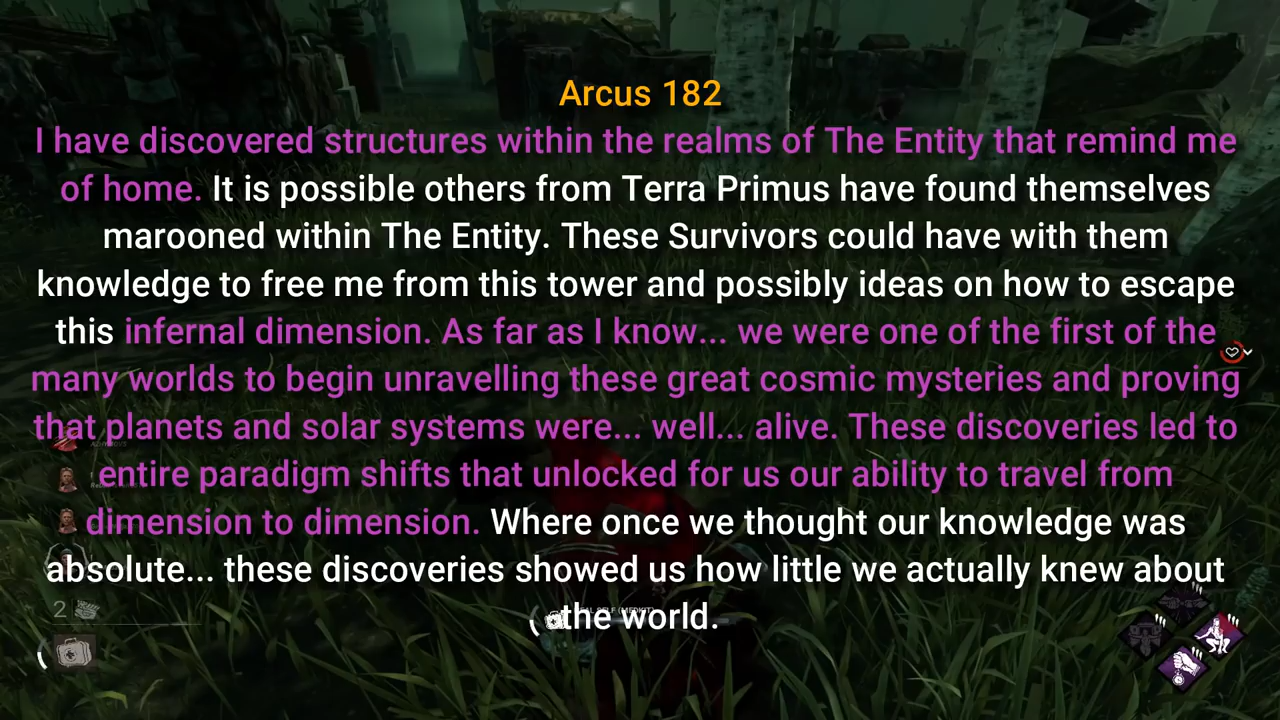 Arcus 182
I have discovered structures within the realms of The Entity that remind me
of home. It is possible others from Terra Primus have found themselves
marooned within The Entity. These Survivors could have with them
knowledge to free me from this tower and possibly ideas on how to escape
this infernal dimension. As far as I know... we were one of the first of the
many worlds to begin unravelling these great cosmic mysteries and proving
that planets and solar systems were... well... alive. These discoveries led to
entire paradigm shifts that unlocked for us our ability to travel from
dimension to dimension. Where once we thought our knowledge was
absolute... these discoveries showed us how little we actually knew about
the world.
2